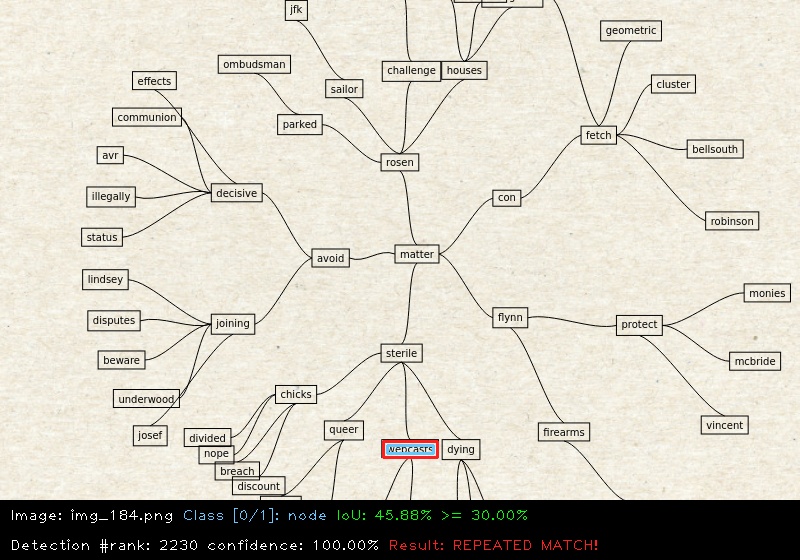 jfk
geometric
ombudsman
challenge houses
effects
sailor
cluster
communion
parked
fetch
bellsouth
avr
rosen
illegally
decisive
con
robinson
status
avoid
matter
lindsey
monies
disputes
joining
flynn
protect
beware
sterile
mcbride
underwood
chicks
vincent
josef
divided
queer
firearms
nope
webcasts
dying
breach
discount
Image: img_184.png Class [0/1]: node IoU: 45.88% >= 30.00%
Detection #rank: 2230 confidence: 100.00% Result: REPEATED MATCH!